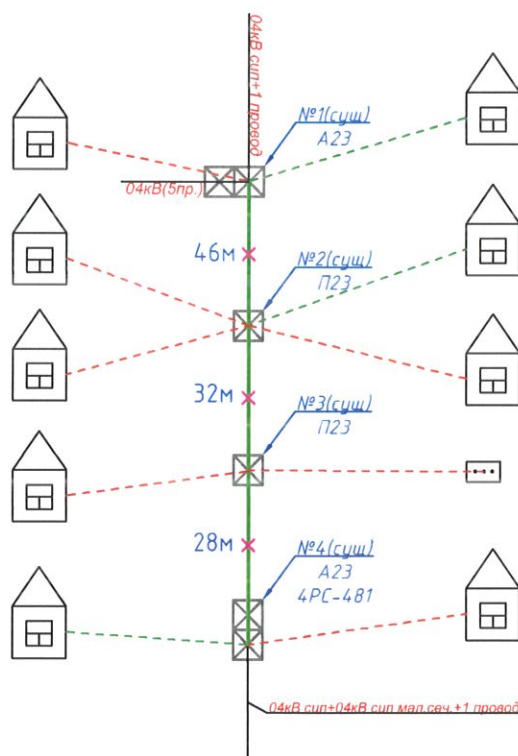 04кВ сип+1 провод
№1(сущ)
А23
04кВ(5пр.)
46м
№2(сущ)
П23
32м
№3(сущ)
П23
28м
№4(сущ)
А23
4РС-481
04кВ сип+04кВ сип мал.сеч.+1 провод